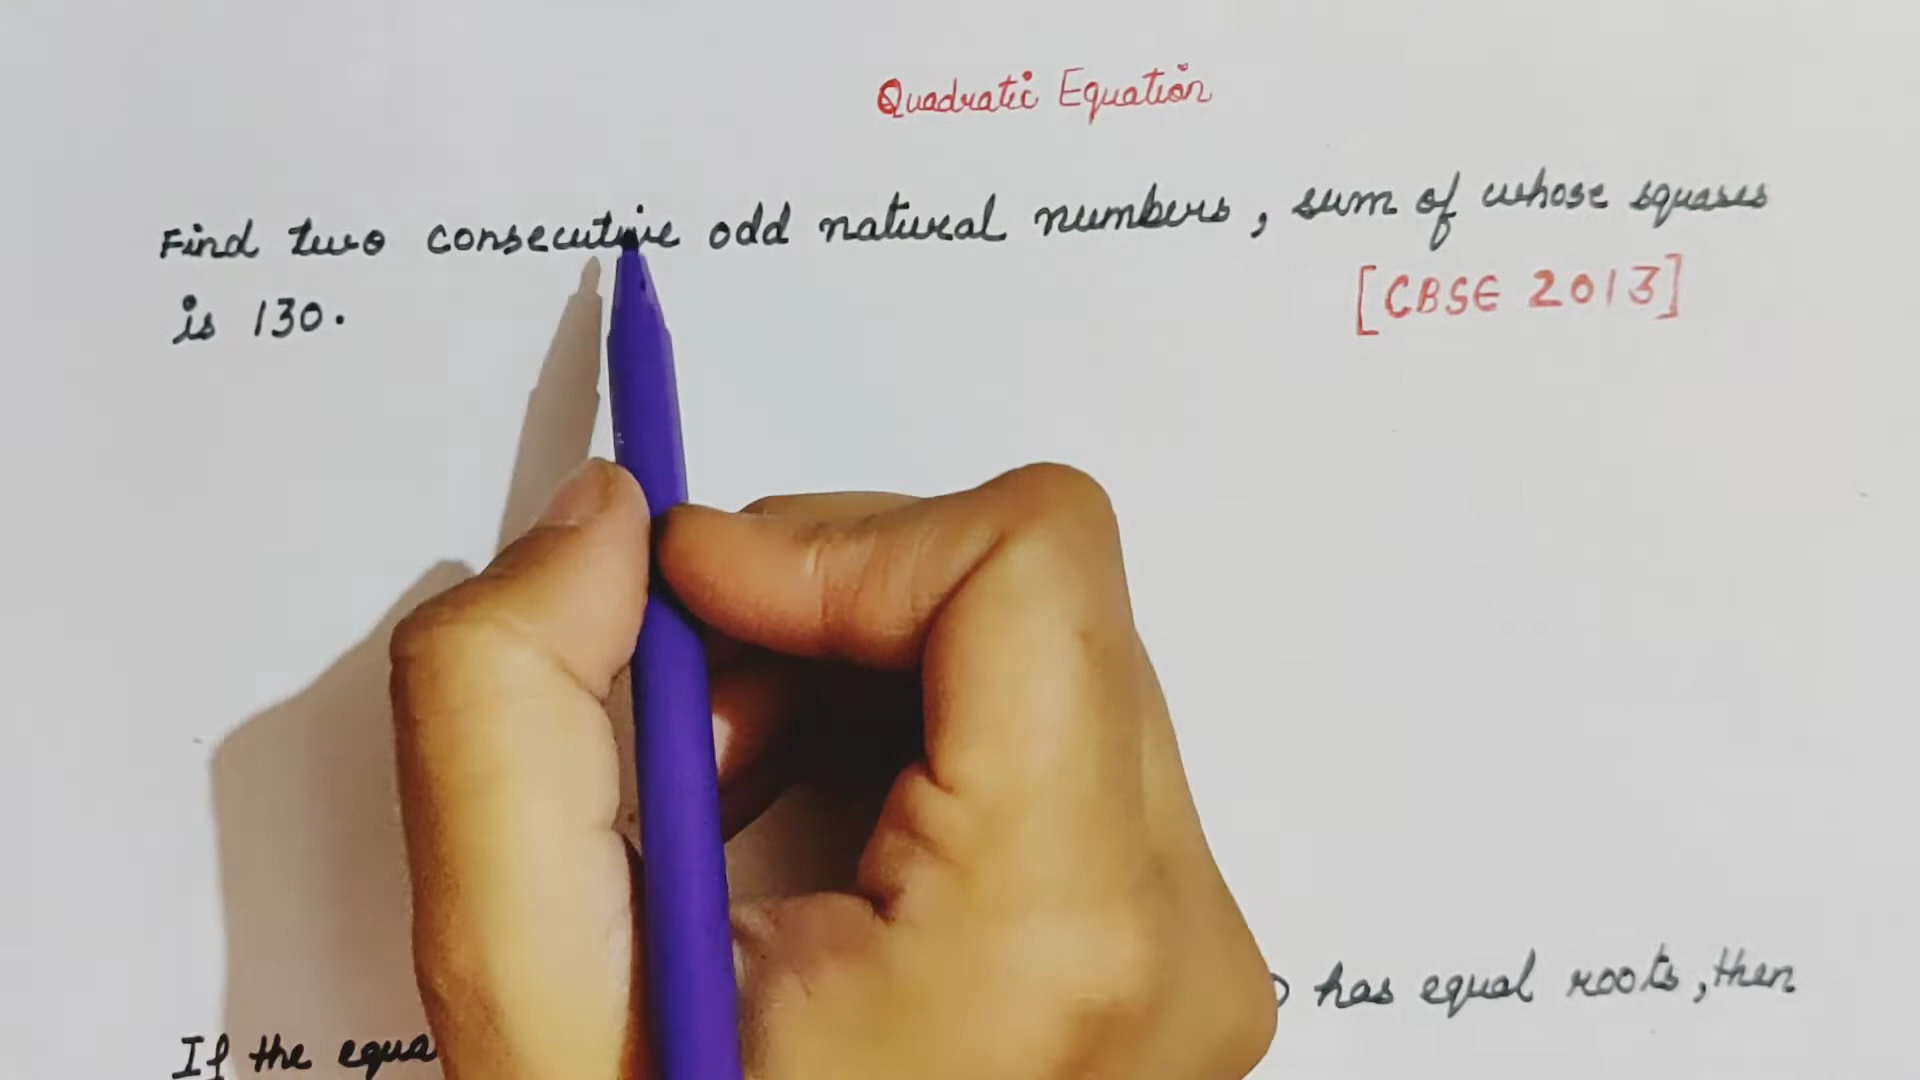 Quadratic Equation
Find two consecutive odd natural numbers, sum of whose squares
is 130.
[CBSE 2013]
has equal roots, then
If the equa